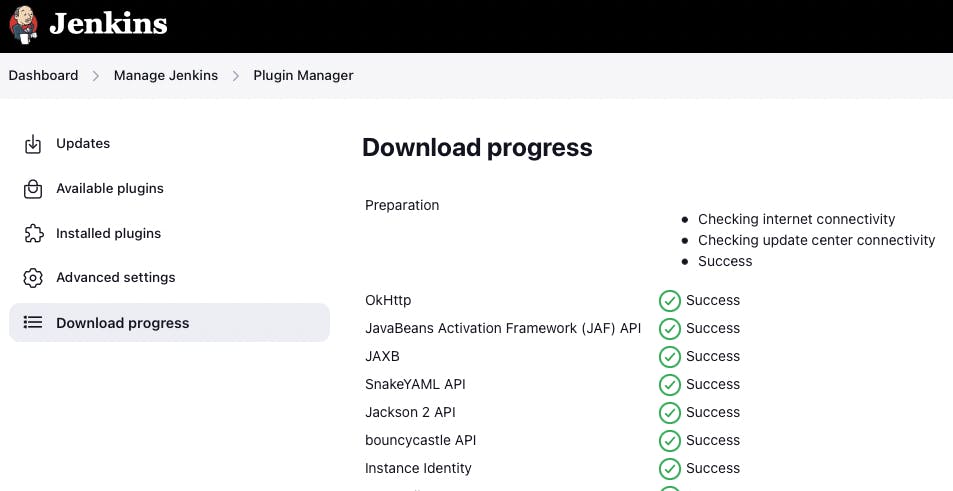 Jenkins
Dashboard > Manage Jenkins > Plugin Manager
Updates
Available plugins
Installed plugins
Advanced settings
Download progress
Download progress
Preparation
• Checking internet connectivity
• Checking update center connectivity
• Success
OkHttp Success
JavaBeans Activation Framework (JAF) API Success
JAXB Success
SnakeYAML API Success
Jackson 2 API Success
bouncycastle API Success
Instance Identity Success